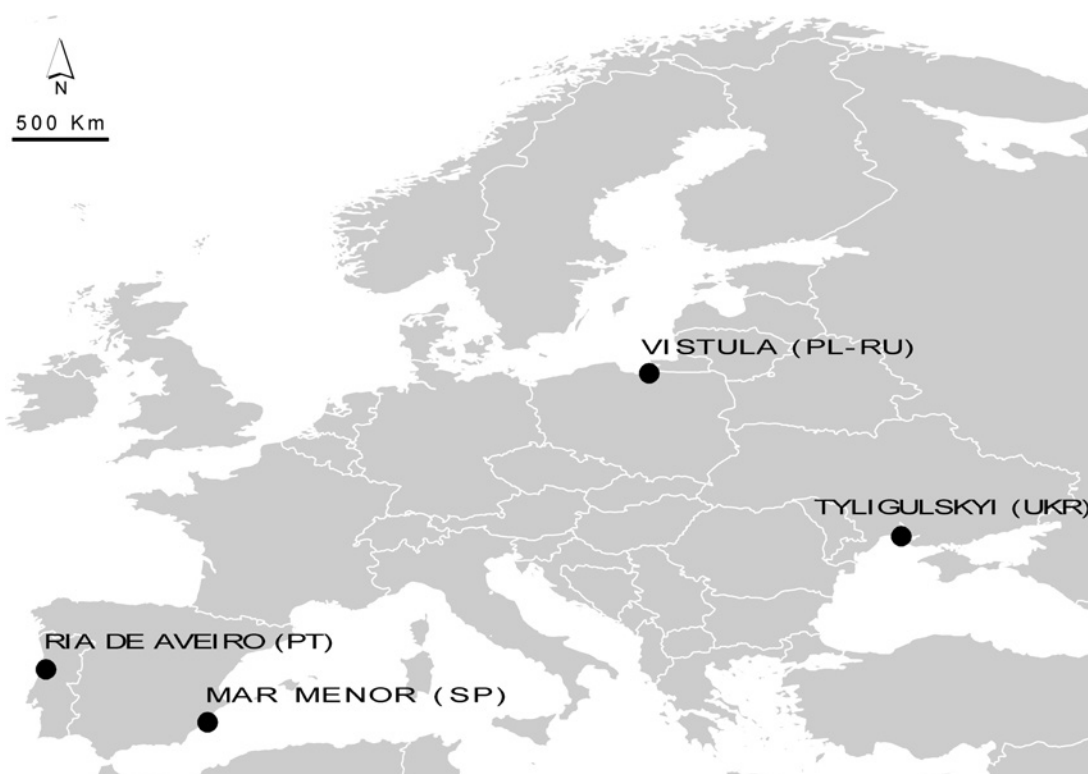 N
500 Km
VISTULA (PL-RU)
TYLIGULSKYI (UKR)
RIA DE AVEIRO (PT)
MAR MENOR (SP)